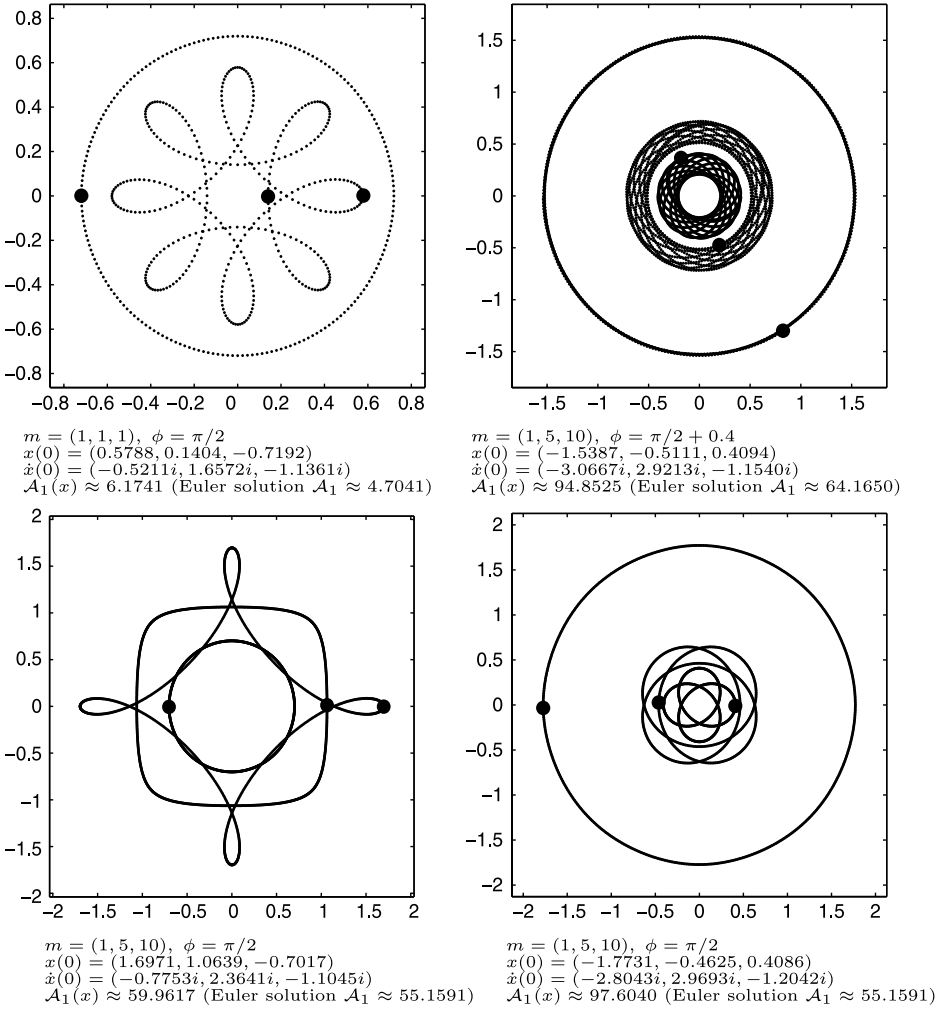 0.8
0.6
0.4
0.2
0
−0.2
−0.4
−0.6
−0.8
−0.8 −0.6 −0.4 −0.2 0 0.2 0.4 0.6 0.8
m = (1, 1, 1), ϕ = π/2
x(0) = (0.5788, 0.1404, −0.7192)
ẋ(0) = (−0.5211i, 1.6572i, −1.1361i)
𝒜₁(x) ≈ 6.1741 (Euler solution 𝒜₁ ≈ 4.7041)
1.5
1
0.5
0
−0.5
−1
−1.5
−1.5 −1 −0.5 0 0.5 1 1.5
m = (1, 5, 10), ϕ = π/2 + 0.4
x(0) = (−1.5387, −0.5111, 0.4094)
ẋ(0) = (−3.0667i, 2.9213i, −1.1540i)
𝒜₁(x) ≈ 94.8525 (Euler solution 𝒜₁ ≈ 64.1650)
2
1.5
1
0.5
0
−0.5
−1
−1.5
−2
−2 −1.5 −1 −0.5 0 0.5 1 1.5 2
m = (1, 5, 10), ϕ = π/2
x(0) = (1.6971, 1.0639, −0.7017)
ẋ(0) = (−0.7753i, 2.3641i, −1.1045i)
𝒜₁(x) ≈ 59.9617 (Euler solution 𝒜₁ ≈ 55.1591)
2
1.5
1
0.5
0
−0.5
−1
−1.5
−2
−2 −1.5 −1 −0.5 0 0.5 1 1.5 2
m = (1, 5, 10), ϕ = π/2
x(0) = (−1.7731, −0.4625, 0.4086)
ẋ(0) = (−2.8043i, 2.9693i, −1.2042i)
𝒜₁(x) ≈ 97.6040 (Euler solution 𝒜₁ ≈ 55.1591)